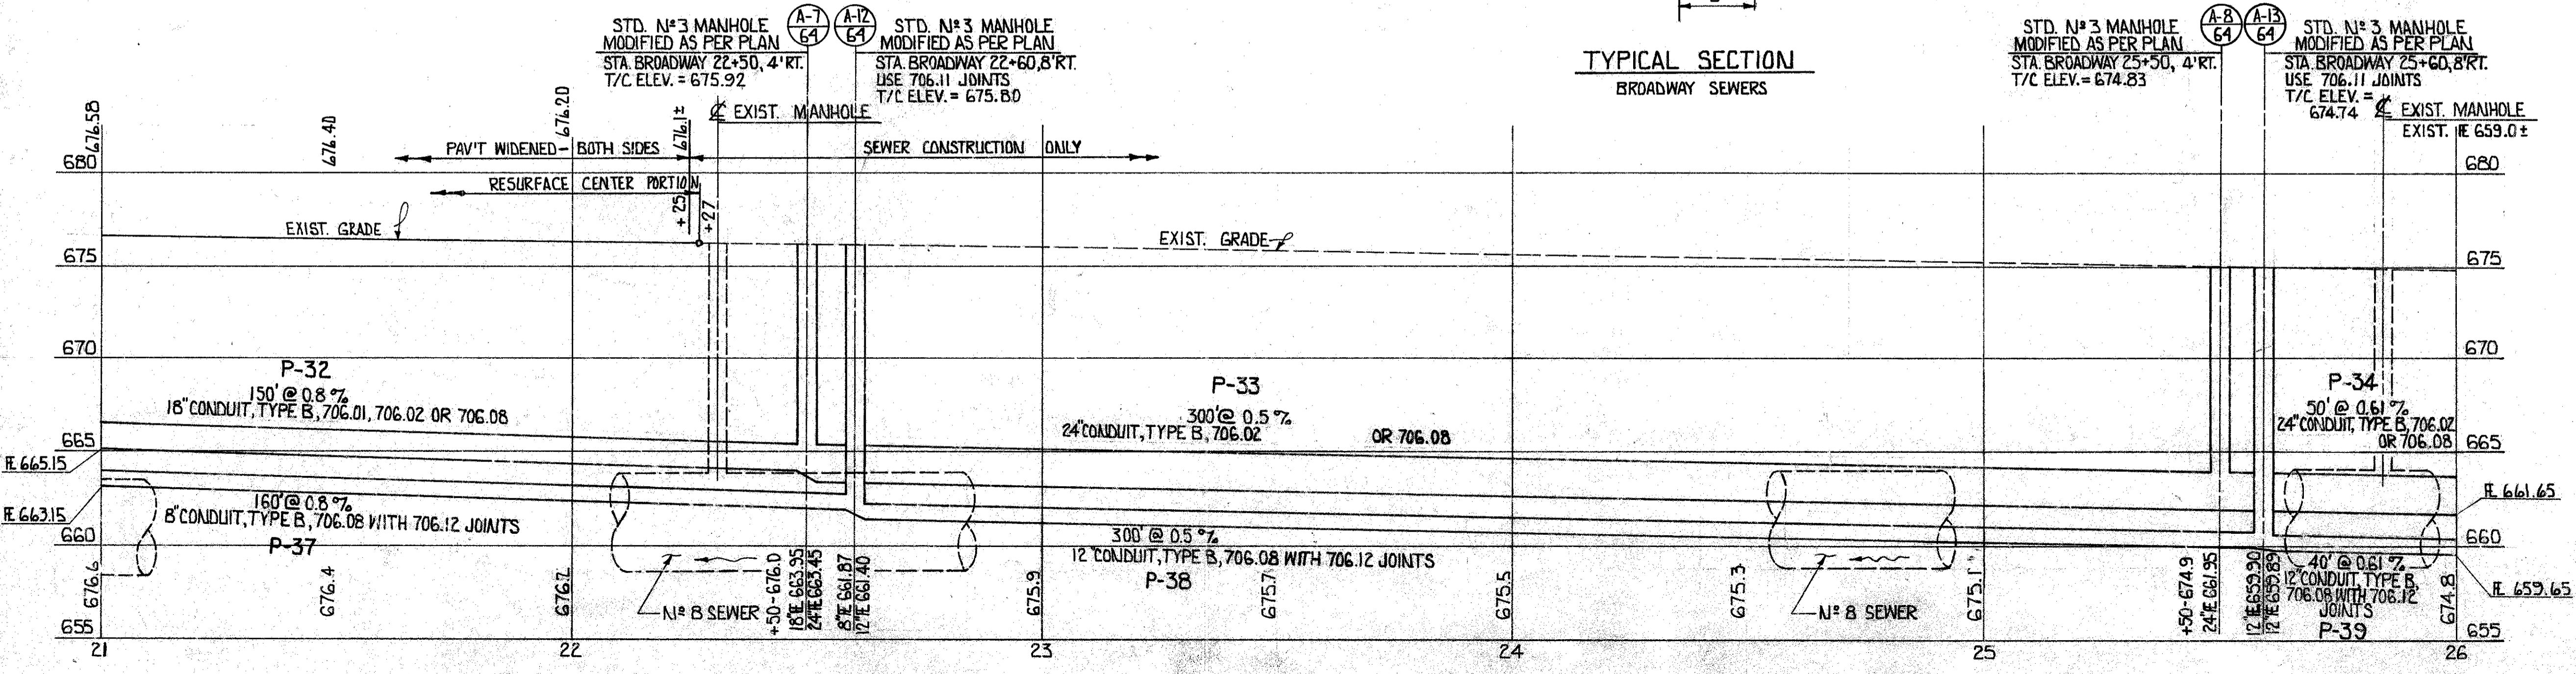 STD. Nº 3 MANHOLE
MODIFIED AS PER PLAN
STA. BROADWAY 22+50, 4' RT.
T/C ELEV. = 675.92
A-7
64
A-12
64
STD. Nº 3 MANHOLE
MODIFIED AS PER PLAN
STA. BROADWAY 22+60, 8' RT.
USE 706.11 JOINTS
T/C ELEV. = 675.80
℄ EXIST. MANHOLE
TYPICAL SECTION
BROADWAY SEWERS
STD. Nº 3 MANHOLE
MODIFIED AS PER PLAN
STA. BROADWAY 25+50, 4' RT.
T/C ELEV. = 674.83
A-8
64
A-13
64
STD. Nº 3 MANHOLE
MODIFIED AS PER PLAN
STA. BROADWAY 25+60, 8' RT.
USE 706.11 JOINTS
T/C ELEV. =
674.74
℄ EXIST. MANHOLE
EXIST. FE 659.0±
676.58
676.40
676.20
676.1±
PAV'T WIDENED - BOTH SIDES
SEWER CONSTRUCTION ONLY
RESURFACE CENTER PORTION
+25
+27
680
680
EXIST. GRADE
EXIST. GRADE
675
675
670
670
P-32
150' @ 0.8 %
18" CONDUIT, TYPE B, 706.01, 706.02 OR 706.08
P-33
300' @ 0.5 %
24" CONDUIT, TYPE B, 706.02 OR 706.08
P-34
50' @ 0.61 %
24" CONDUIT, TYPE B, 706.02
OR 706.08
665
665
FE 665.15
FE 663.15
160' @ 0.8 %
8" CONDUIT, TYPE B, 706.08 WITH 706.12 JOINTS
P-37
300' @ 0.5 %
12" CONDUIT, TYPE B, 706.08 WITH 706.12 JOINTS
P-38
40' @ 0.61 %
12" CONDUIT, TYPE B,
706.08 WITH 706.12
JOINTS
P-39
FE 661.65
FE 659.65
660
660
Nº 8 SEWER
Nº 8 SEWER
676.6
676.4
676.2
+50-676.0
18" FE 663.95
24" FE 663.45
8" FE 661.87
12" FE 661.40
675.9
675.7
675.5
675.3
675.1
+50-674.9
24" FE 661.95
12" FE 659.90
12" FE 659.89
674.8
655
655
21
22
23
24
25
26